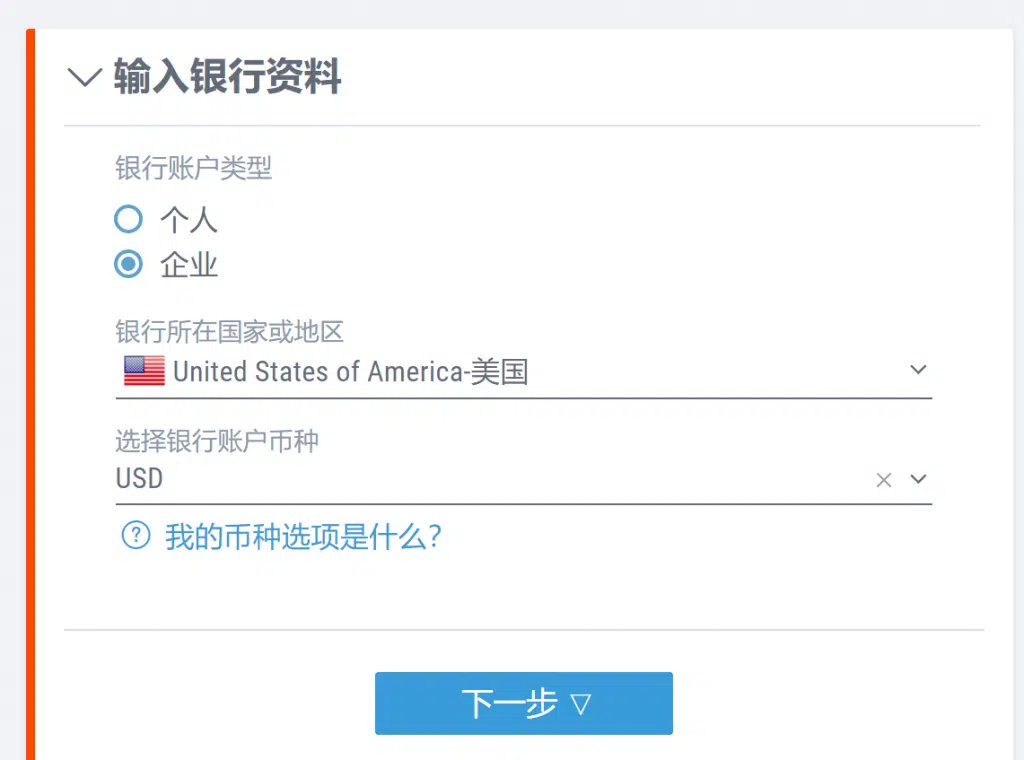 输入银行资料
银行账户类型
个人
企业
银行所在国家或地区
United States of America-美国
选择银行账户币种
USD
我的币种选项是什么？
下一步